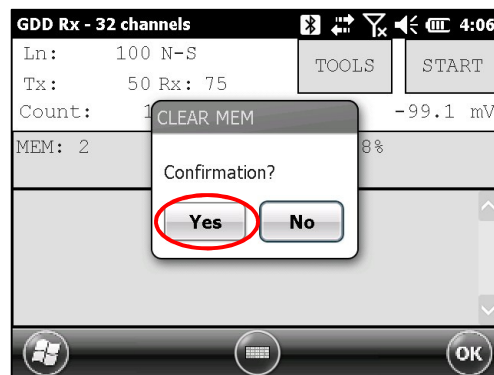 GDD Rx - 32 channels 4:06
Ln: 100 N-S
TOOLS START
Tx: 50 Rx: 75
Count: 1 -99.1 mV
CLEAR MEM
MEM: 2 8%
Confirmation?
Yes No
OK